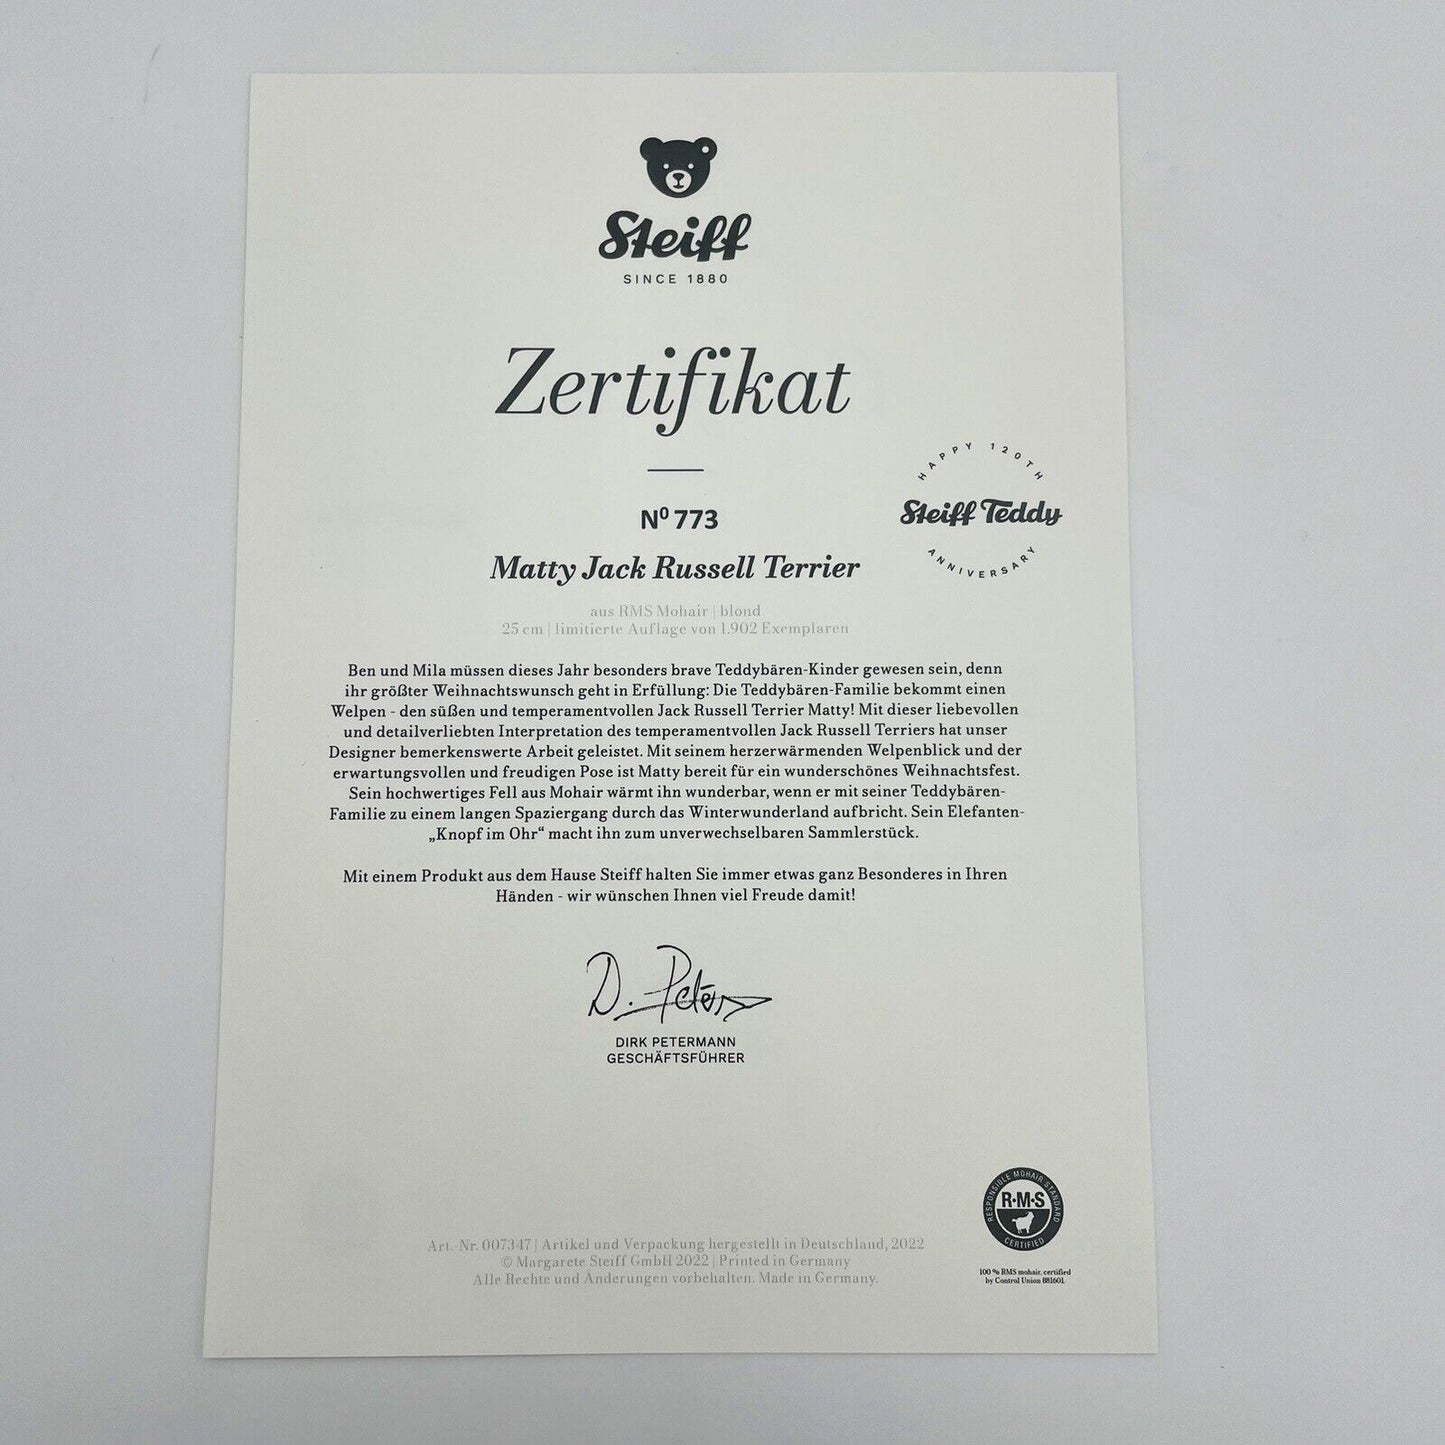 Steiff
SINCE 1880
Zertifikat
HAPPY 120TH
Steiff Teddy
ANNIVERSARY
Nº 773
Matty Jack Russell Terrier
aus RMS Mohair | blond
25 cm | limitierte Auflage von 1.902 Exemplaren
Ben und Mila müssen dieses Jahr besonders brave Teddybären-Kinder gewesen sein, denn
ihr größter Weihnachtswunsch geht in Erfüllung: Die Teddybären-Familie bekommt einen
Welpen - den süßen und temperamentvollen Jack Russell Terrier Matty! Mit dieser liebevollen
und detailverliebten Interpretation des temperamentvollen Jack Russell Terriers hat unser
Designer bemerkenswerte Arbeit geleistet. Mit seinem herzerwärmenden Welpenblick und der
erwartungsvollen und freudigen Pose ist Matty bereit für ein wunderschönes Weihnachtsfest.
Sein hochwertiges Fell aus Mohair wärmt ihn wunderbar, wenn er mit seiner Teddybären-
Familie zu einem langen Spaziergang durch das Winterwunderland aufbricht. Sein Elefanten-
„Knopf im Ohr“ macht ihn zum unverwechselbaren Sammlerstück.
Mit einem Produkt aus dem Hause Steiff halten Sie immer etwas ganz Besonderes in Ihren
Händen - wir wünschen Ihnen viel Freude damit!
DIRK PETERMANN
GESCHÄFTSFÜHRER
RESPONSIBLE MOHAIR STANDARD
R·M·S
CERTIFIED
100 % RMS mohair, certified
by Control Union 881601.
Art. Nr. 007347 | Artikel und Verpackung hergestellt in Deutschland, 2022
© Margarete Steiff GmbH 2022 | Printed in Germany
Alle Rechte und Änderungen vorbehalten. Made in Germany.